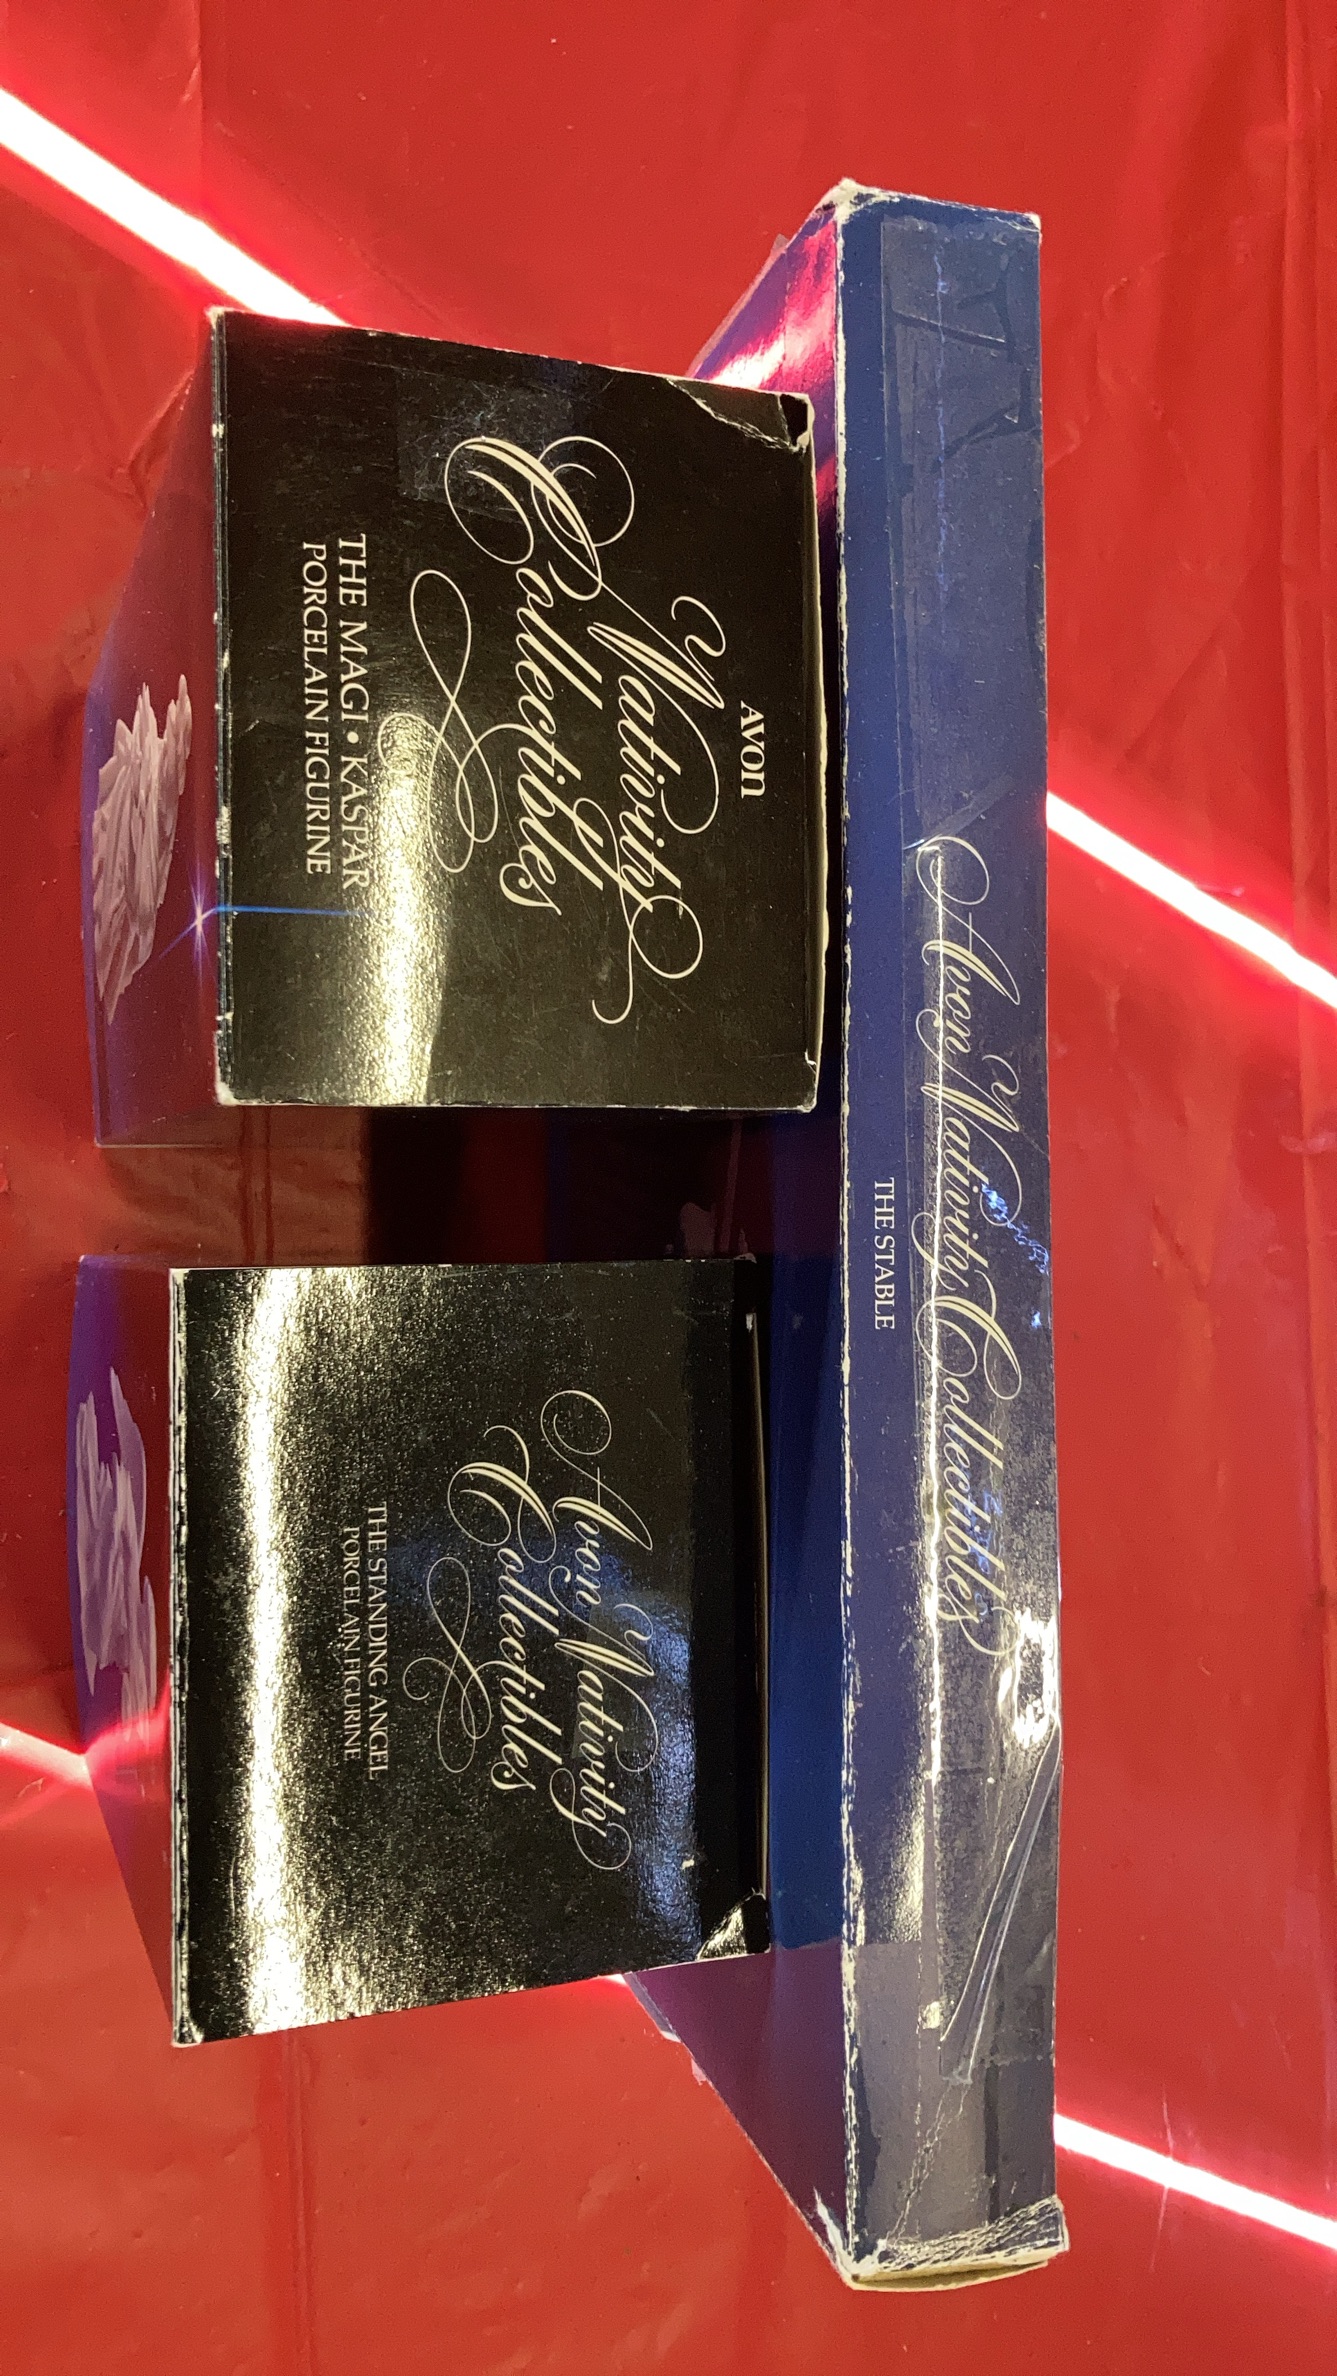 Avon Nativity Collectibles
THE STABLE
AVON
Nativity
Collectibles
THE MAGI • KASPAR
PORCELAIN FIGURINE
Avon Nativity
Collectibles
THE STANDING ANGEL
PORCELAIN FIGURINE